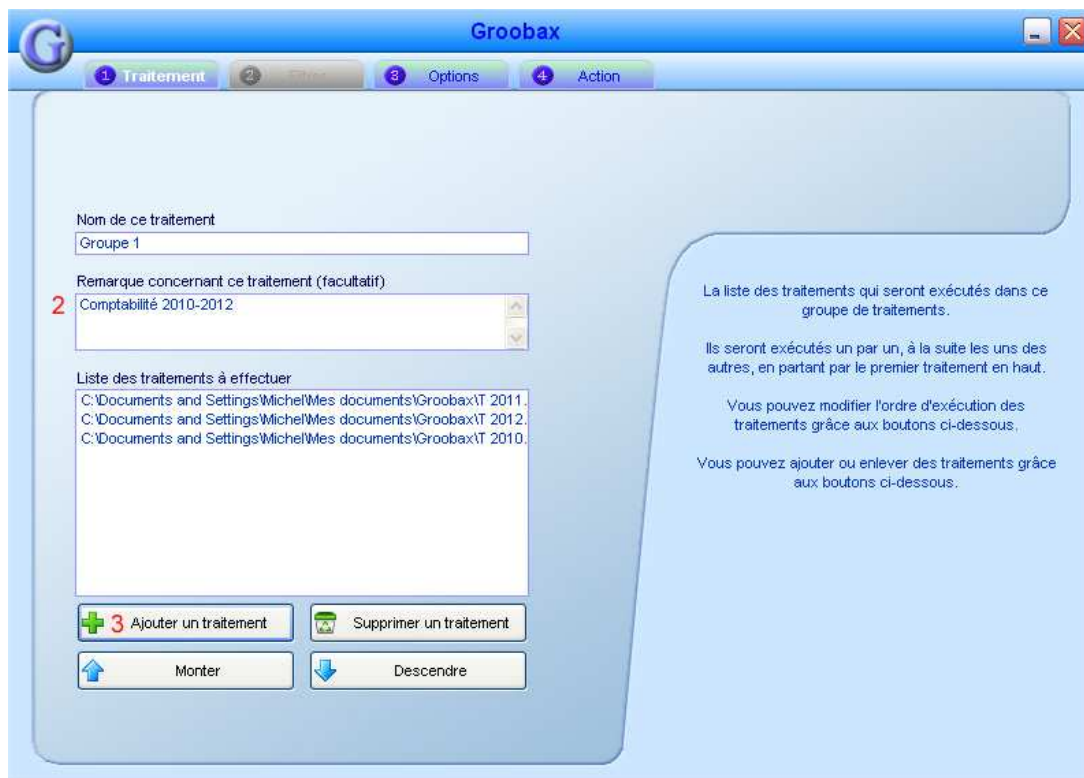 Groobax
G
1 Traitement
2 Filtres
3 Options
4 Action
Nom de ce traitement
Groupe 1
Remarque concernant ce traitement (facultatif)
2
Comptabilité 2010-2012
Liste des traitements à effectuer
C:\Documents and Settings\Michel\Mes documents\Groobax\T 2011.
C:\Documents and Settings\Michel\Mes documents\Groobax\T 2012.
C:\Documents and Settings\Michel\Mes documents\Groobax\T 2010.
3 Ajouter un traitement
Supprimer un traitement
Monter
Descendre
La liste des traitements qui seront exécutés dans ce
groupe de traitements.
Ils seront exécutés un par un, à la suite les uns des
autres, en partant par le premier traitement en haut.
Vous pouvez modifier l'ordre d'exécution des
traitements grâce aux boutons ci-dessous.
Vous pouvez ajouter ou enlever des traitements grâce
aux boutons ci-dessous.